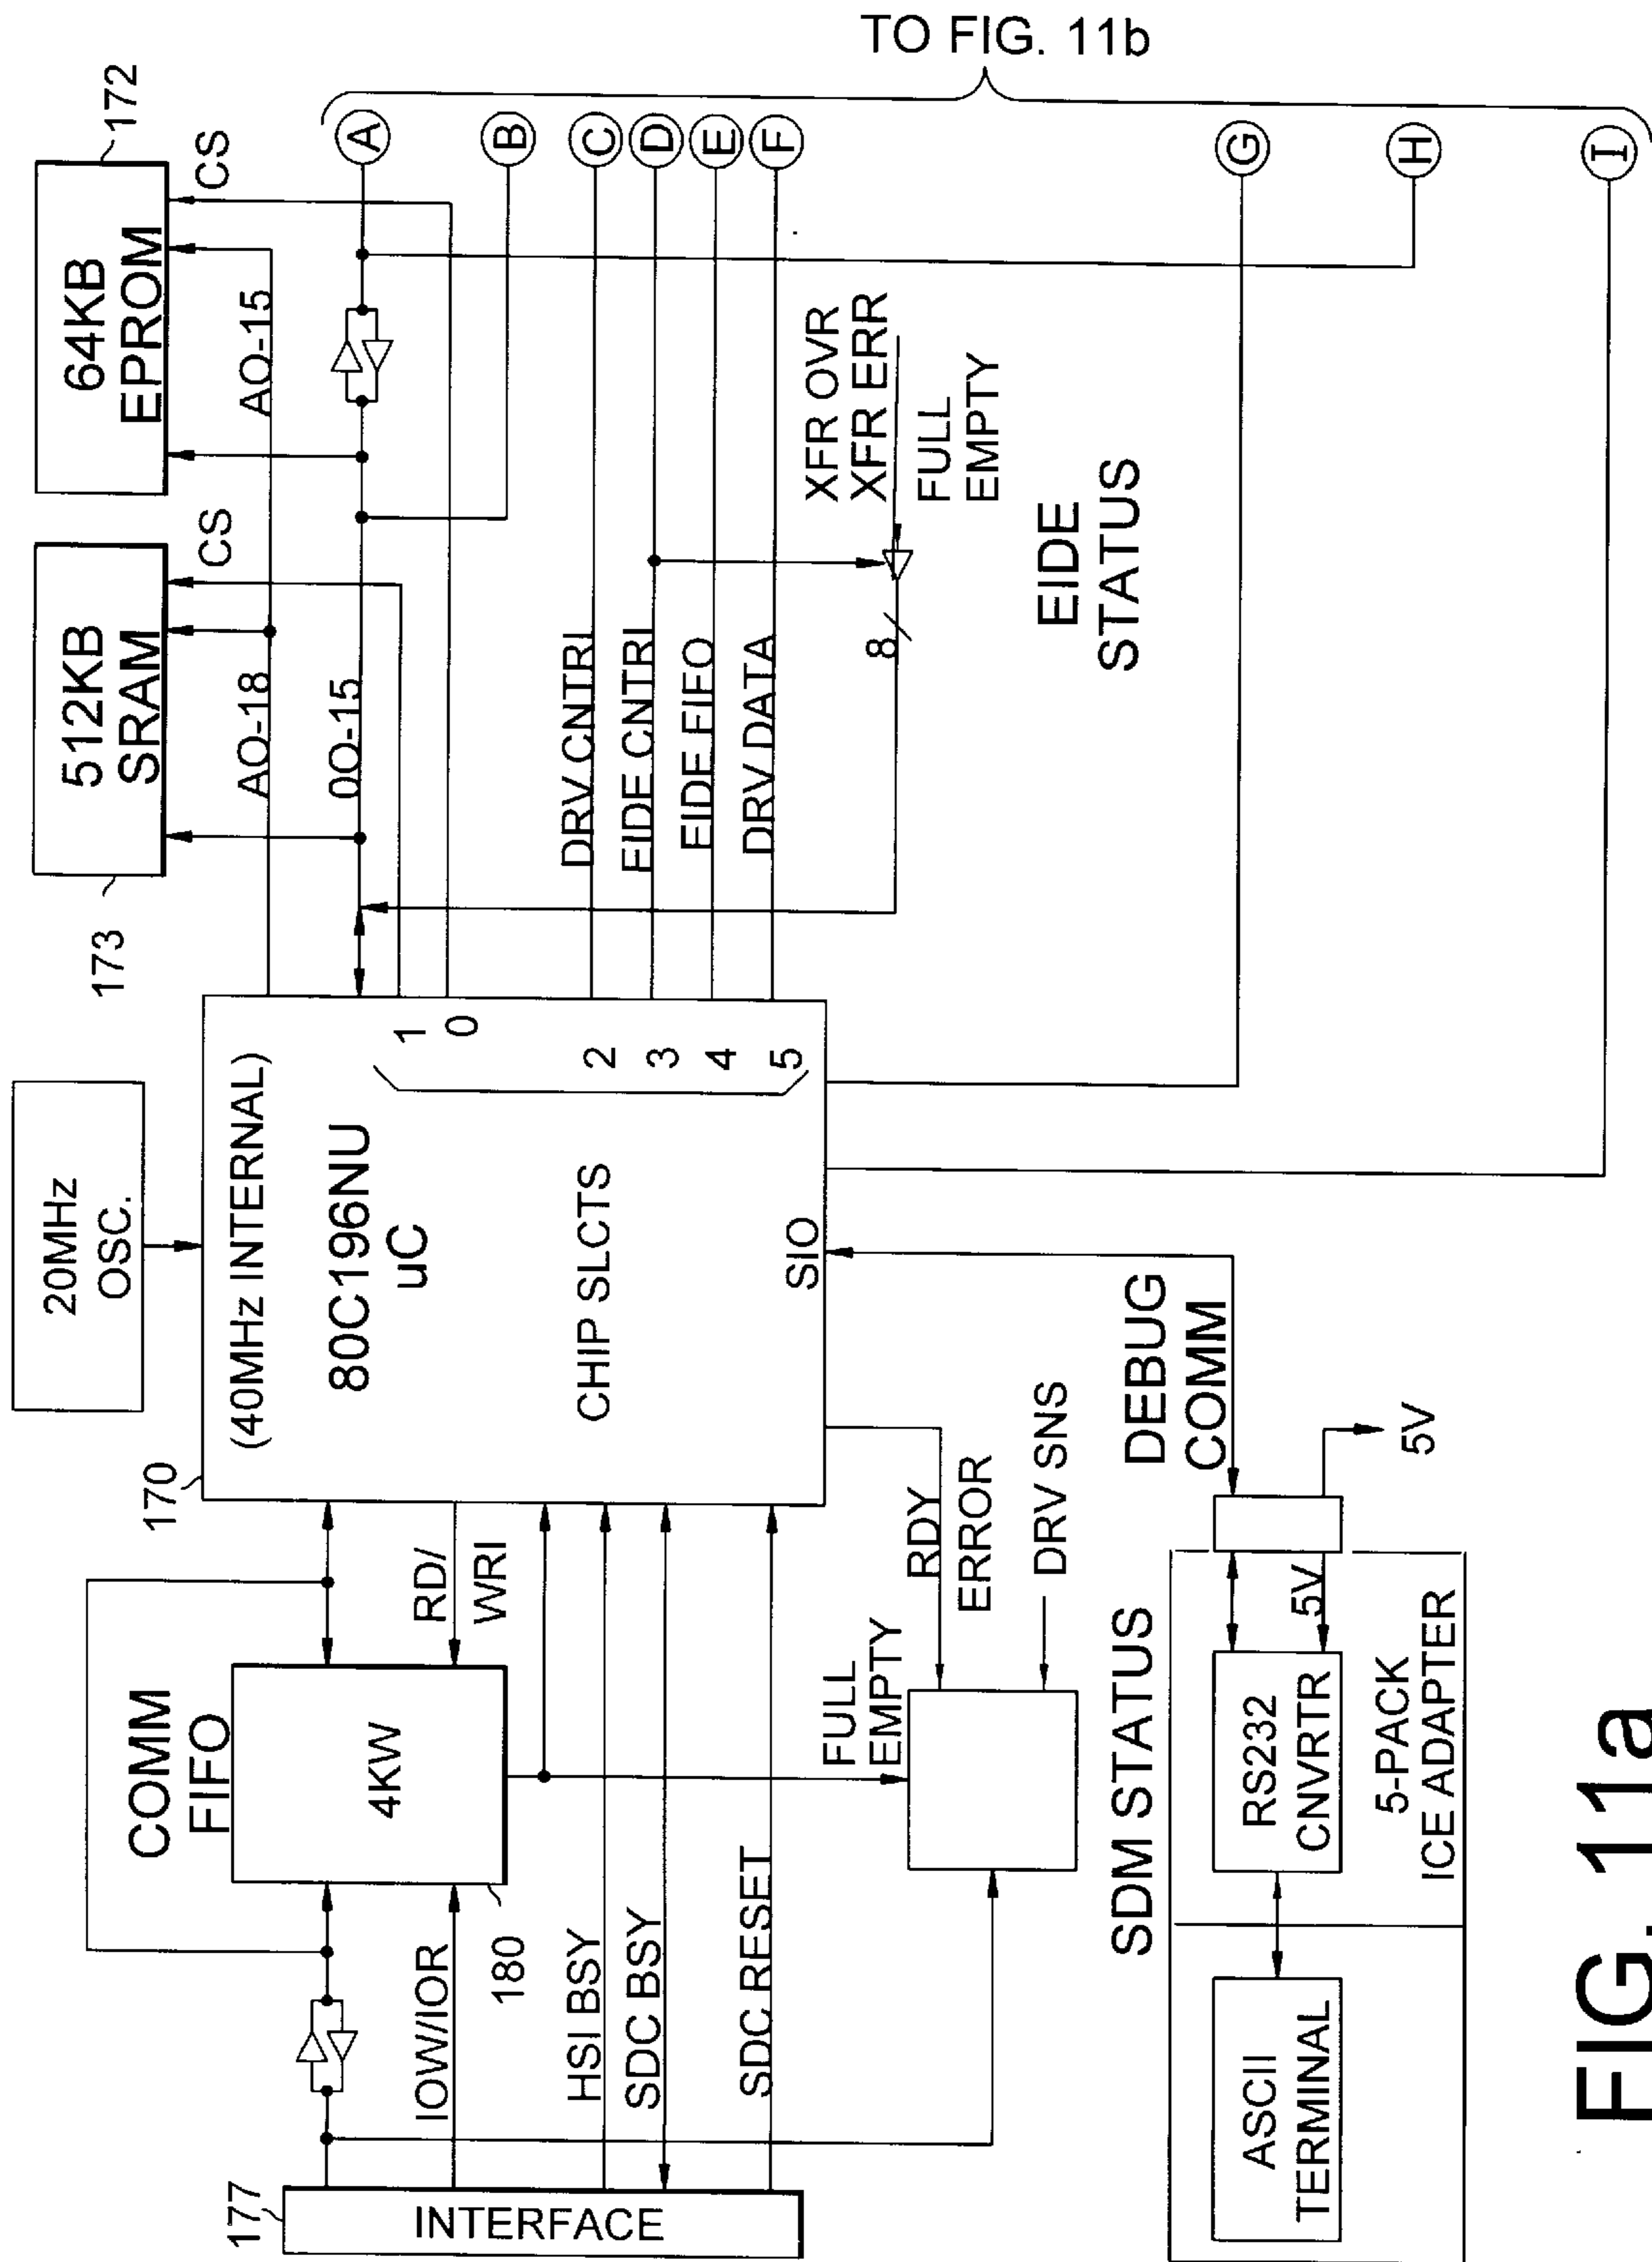 TO FIG. 11b
172
64KB
EPROM
CS
AO-15
173
512KB
SRAM
CS
AO-18
0O-15
A
B
C
D
E
F
G
H
I
DRV CNTRI
EIDE CNTRI
EIDE FIFO
DRV DATA
XFR OVR
XFR ERR
FULL
EMPTY
8
EIDE
STATUS
20MHz
OSC.
170
(40MHz INTERNAL)
80C196NU
uC
CHIP SLCTS
1
0
2
3
4
5
SIO
COMM
FIFO
4KW
180
RD/
WRI
177
INTERFACE
IOW/IOR
HSI BSY
SDC BSY
SDC RESET
FULL
EMPTY
RDY
ERROR
DRV SNS
SDM STATUS
DEBUG
COMM
5V
5V
RS232
CNVRTR
5-PACK
ICE ADAPTER
ASCII
TERMINAL
FIG. 11a